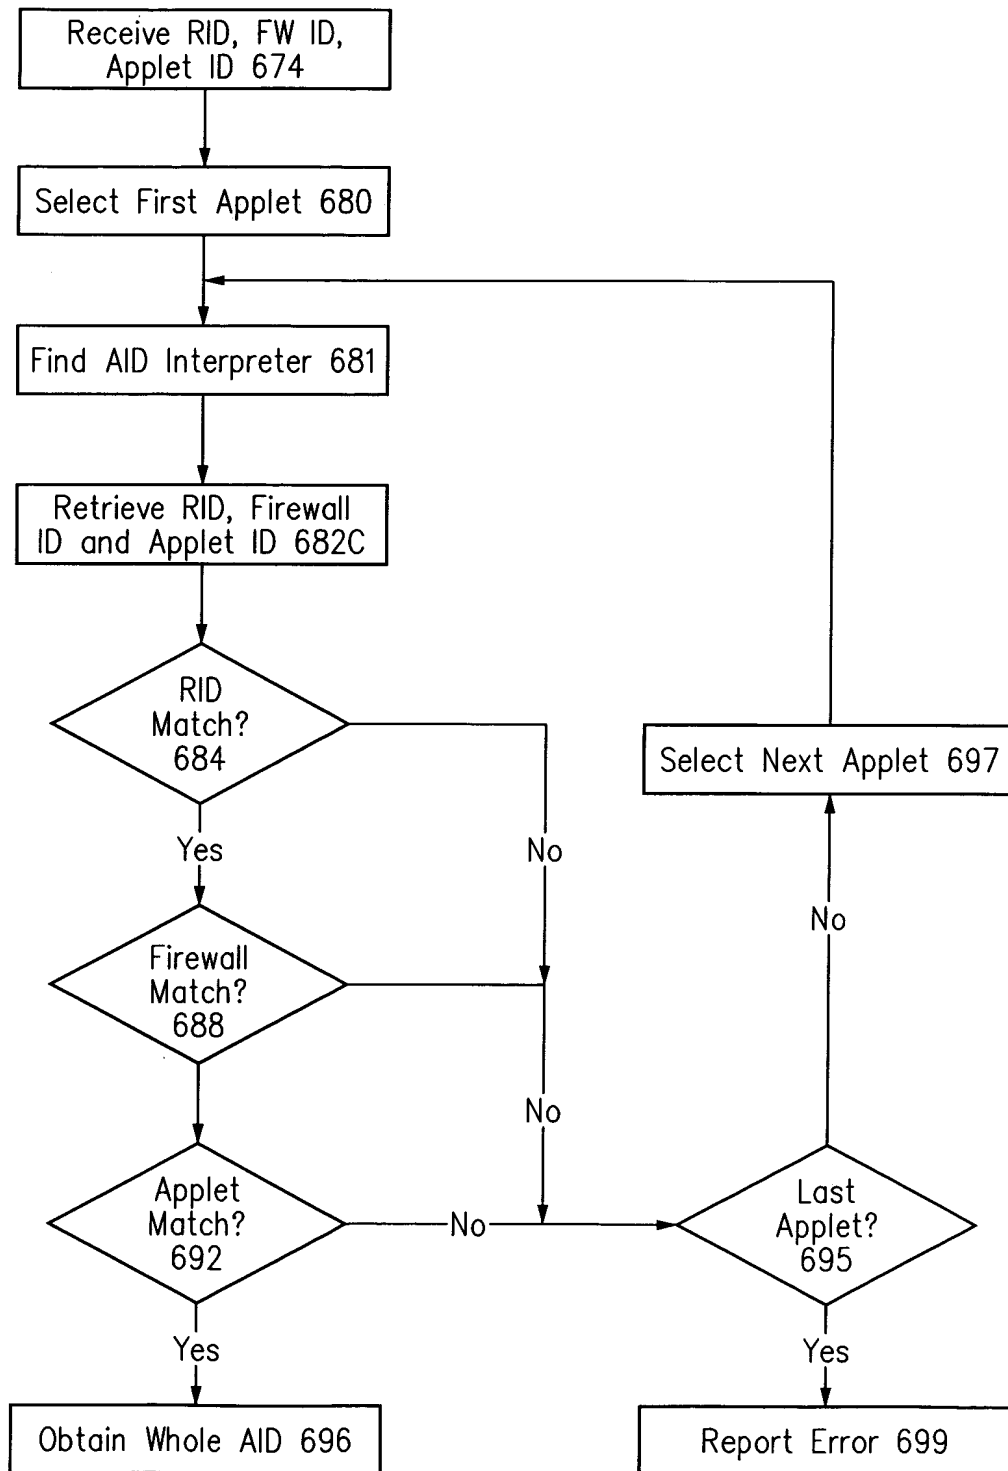 Receive RID, FW ID,
Applet ID 674
Select First Applet 680
Find AID Interpreter 681
Retrieve RID, Firewall
ID and Applet ID 682C
RID
Match?
684
Yes
No
Firewall
Match?
688
No
Applet
Match?
692
No
Yes
Obtain Whole AID 696
Select Next Applet 697
No
Last
Applet?
695
Yes
Report Error 699